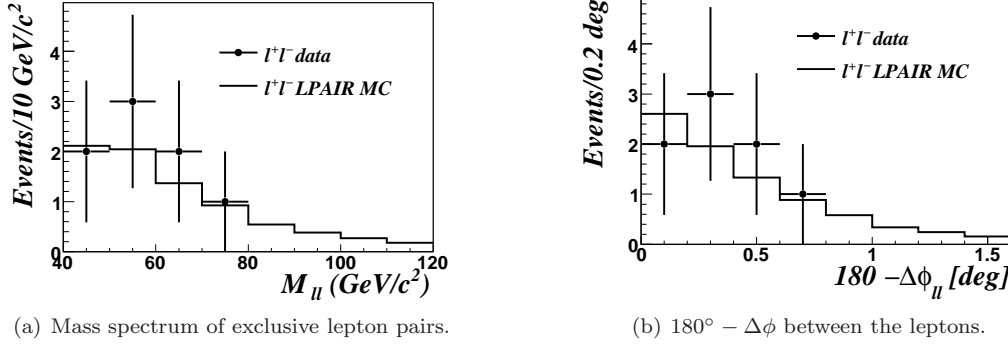 Events/10 GeV/c²
4
3
2
1
0
l⁺l⁻ data
l⁺l⁻ LPAIR MC
40 60 80 100 120
M_ll (GeV/c²)
(a) Mass spectrum of exclusive lepton pairs.
Events/0.2 deg
4
3
2
1
0
l⁺l⁻ data
l⁺l⁻ LPAIR MC
0 0.5 1 1.5
180 −Δϕ_ll [deg]
(b) 180° − Δϕ between the leptons.